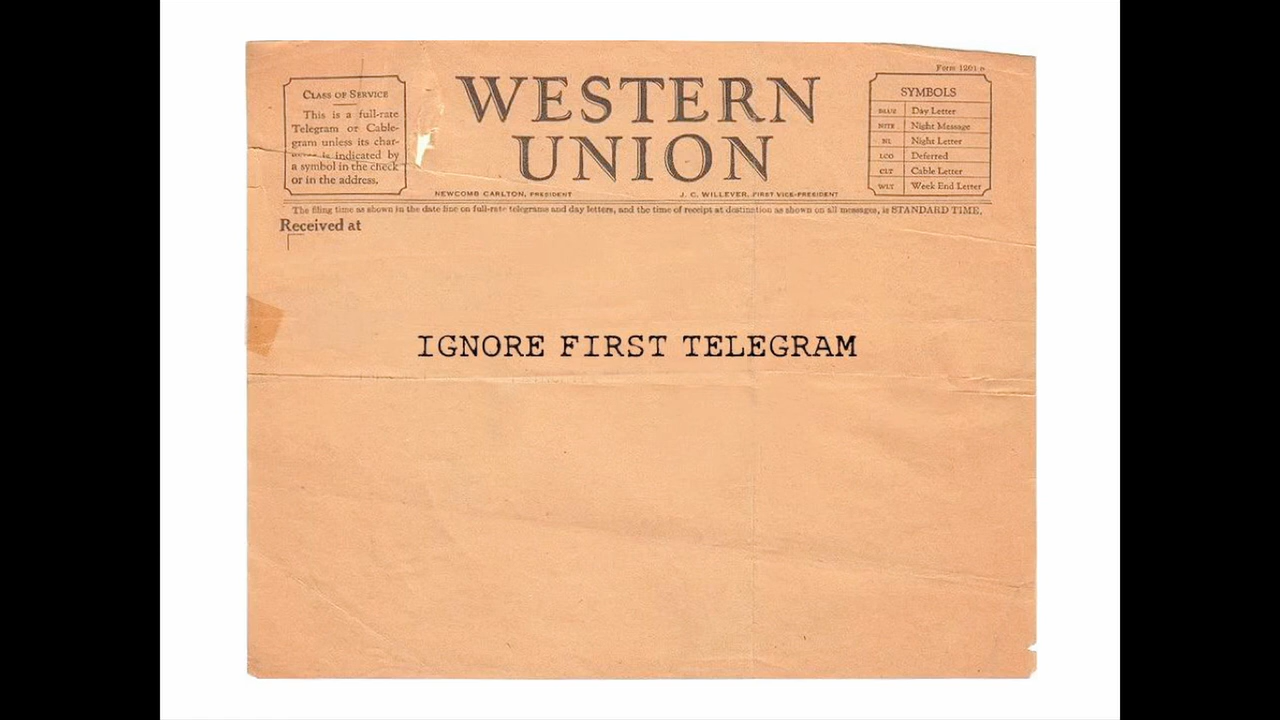 Form 1201-B
CLASS OF SERVICE
This is a full-rate
Telegram or Cable-
gram unless its char-
is indicated by
a symbol in the check
or in the address.
WESTERN
UNION
NEWCOMB CARLTON, PRESIDENT
J. C. WILLEVER, FIRST VICE-PRESIDENT
SYMBOLS
BLUE Day Letter
NITE Night Message
NL Night Letter
LCO Deferred
CLT Cable Letter
WLT Week End Letter
The filing time as shown in the date line on full-rate telegrams and day letters, and the time of receipt at destination as shown on all messages, is STANDARD TIME.
Received at
IGNORE FIRST TELEGRAM